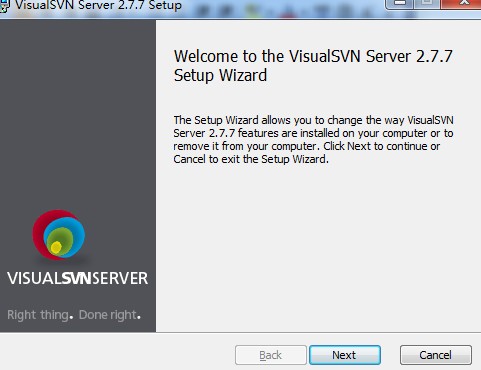 VisualSVN Server 2.7.7 Setup
Welcome to the VisualSVN Server 2.7.7
Setup Wizard
The Setup Wizard allows you to change the way VisualSVN
Server 2.7.7 features are installed on your computer or to
remove it from your computer. Click Next to continue or
Cancel to exit the Setup Wizard.
VISUALSVNSERVER
Right thing. Done right.
Back Next Cancel